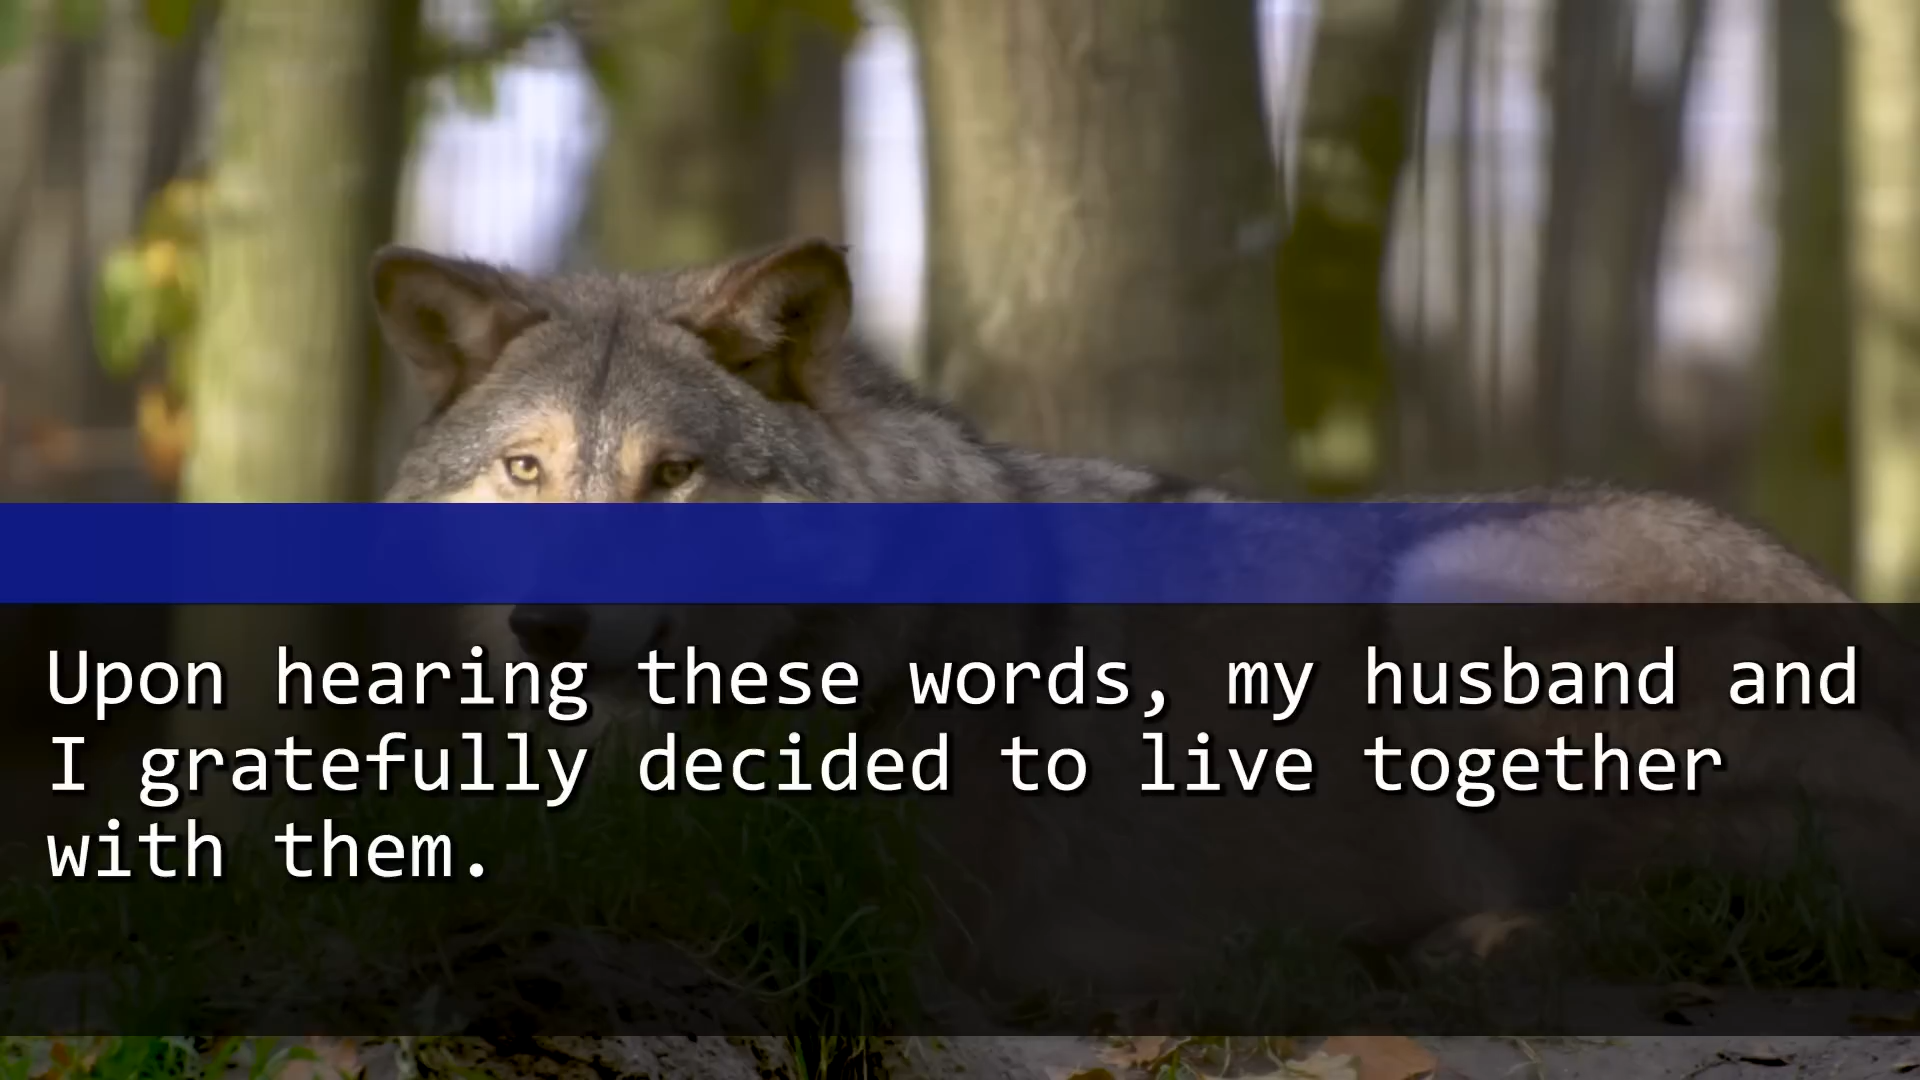 Upon hearing these words, my husband and
I gratefully decided to live together
with them.